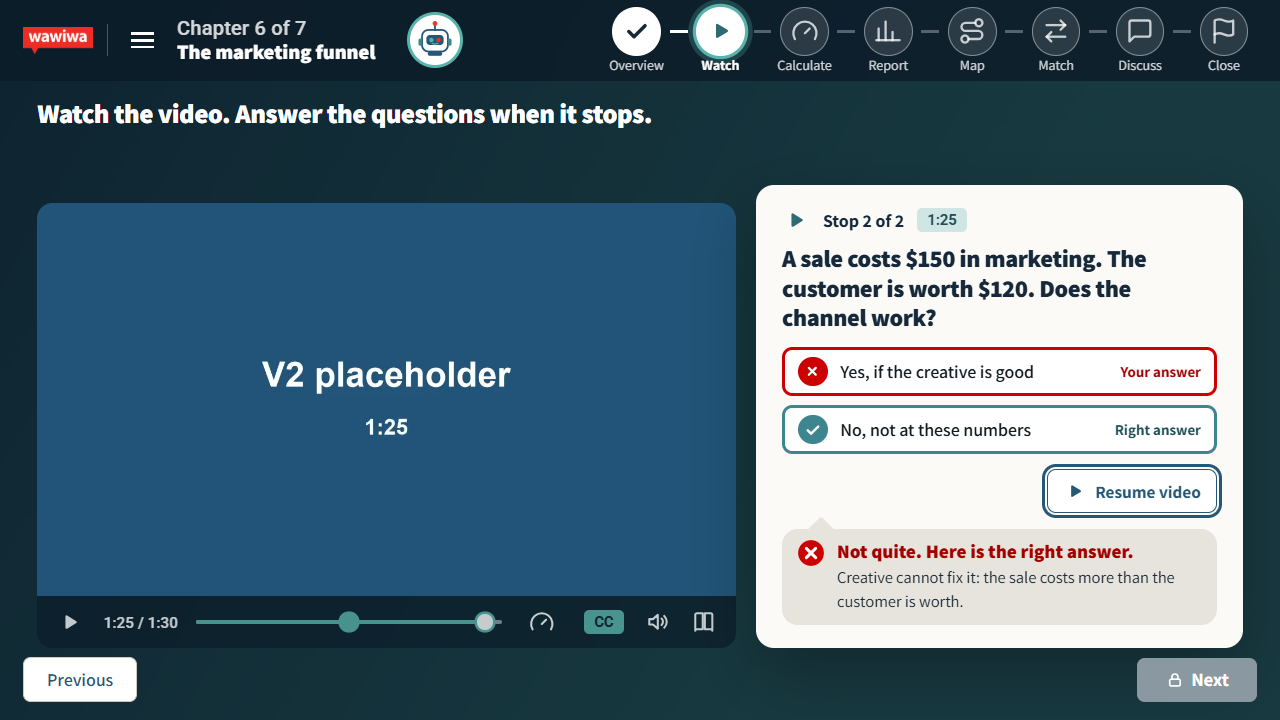 wawiwa
Chapter 6 of 7
The marketing funnel
Overview
Watch
Calculate
Report
Map
Match
Discuss
Close
Watch the video. Answer the questions when it stops.
V2 placeholder
1:25
1:25 / 1:30
CC
Stop 2 of 2
1:25
A sale costs $150 in marketing. The
customer is worth $120. Does the
channel work?
Yes, if the creative is good
Your answer
No, not at these numbers
Right answer
Resume video
Not quite. Here is the right answer.
Creative cannot fix it: the sale costs more than the
customer is worth.
Previous
Next